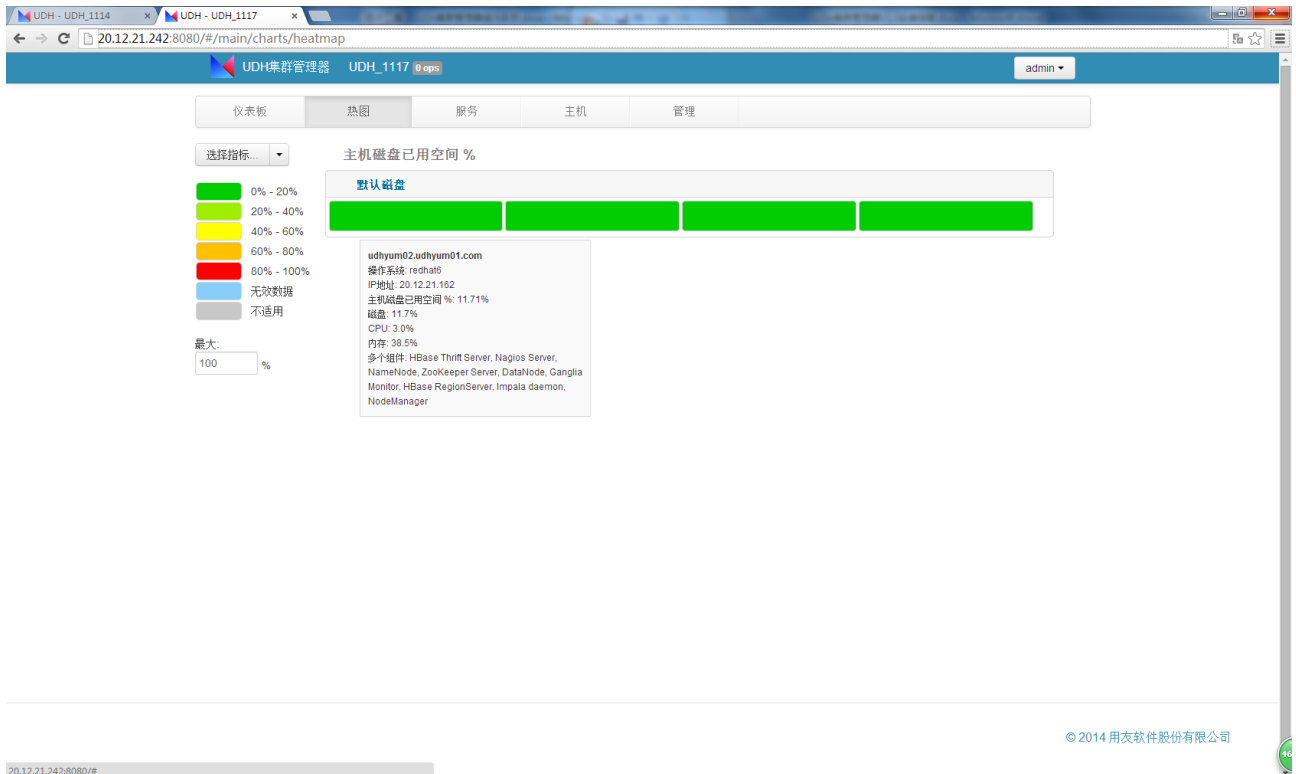 UDH - UDH_1114
UDH - UDH_1117
20.12.21.242:8080/#/main/charts/heatmap
UDH集群管理器 UDH_1117 0 ops
admin
仪表板 热图 服务 主机 管理
选择指标...
主机磁盘已用空间 %
默认磁盘
0% - 20%
20% - 40%
40% - 60%
60% - 80%
80% - 100%
无效数据
不适用
最大:
100 %
udhyum02.udhyum01.com
操作系统: redhat6
IP地址: 20.12.21.162
主机磁盘已用空间 %: 11.71%
磁盘: 11.7%
CPU: 3.0%
内存: 38.5%
多个组件: HBase Thrift Server, Nagios Server,
NameNode, ZooKeeper Server, DataNode, Ganglia
Monitor, HBase RegionServer, Impala daemon,
NodeManager
© 2014 用友软件股份有限公司
46
20.12.21.242:8080/#